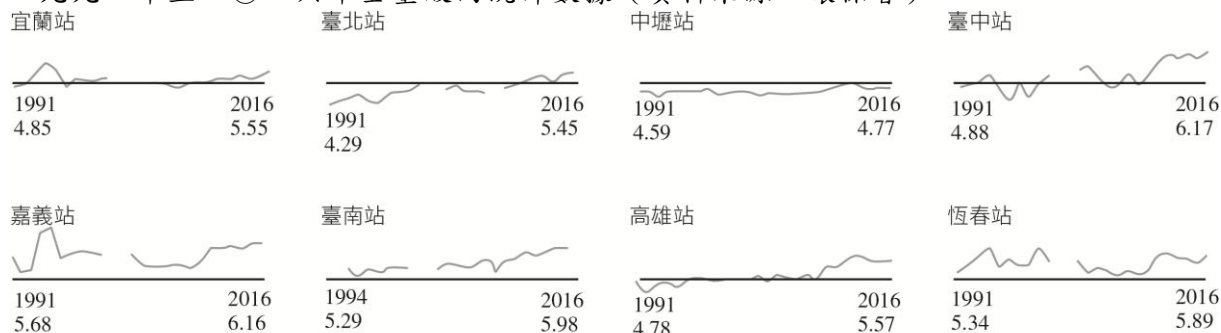 宜蘭站 臺北站 中壢站 臺中站
1991 2016 1991 2016 1991 2016 1991 2016
4.85 5.55 4.29 5.45 4.59 4.77 4.88 6.17
嘉義站 臺南站 高雄站 恆春站
1991 2016 1994 2016 1991 2016 1991 2016
5.68 6.16 5.29 5.98 4.78 5.57 5.34 5.89